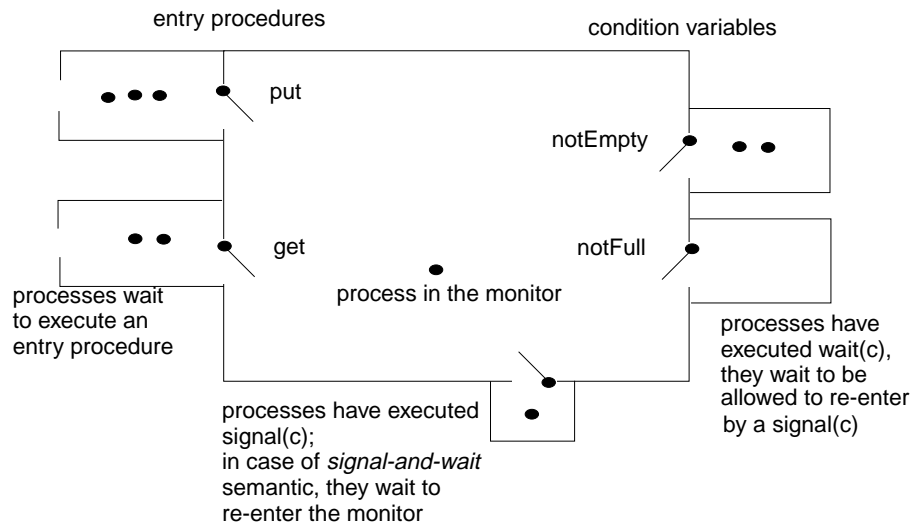 entry procedures
condition variables
put
notEmpty
get
notFull
process in the monitor
processes wait
to execute an
entry procedure
processes have
executed wait(c),
they wait to be
allowed to re-enter
by a signal(c)
processes have executed
signal(c);
in case of signal-and-wait
semantic, they wait to
re-enter the monitor